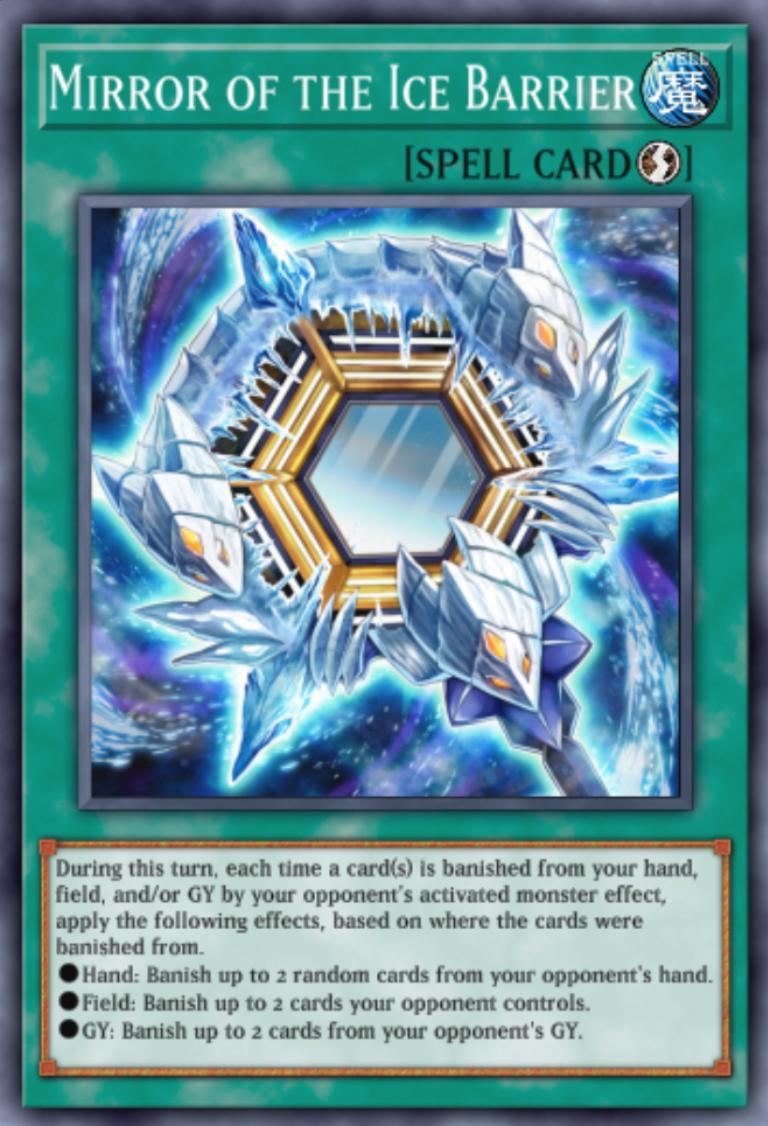 Mirror of the Ice Barrier
SPELL
魔
[SPELL CARD]
During this turn, each time a card(s) is banished from your hand,
field, and/or GY by your opponent's activated monster effect,
apply the following effects, based on where the cards were
banished from.
●Hand: Banish up to 2 random cards from your opponent's hand.
●Field: Banish up to 2 cards your opponent controls.
●GY: Banish up to 2 cards from your opponent's GY.